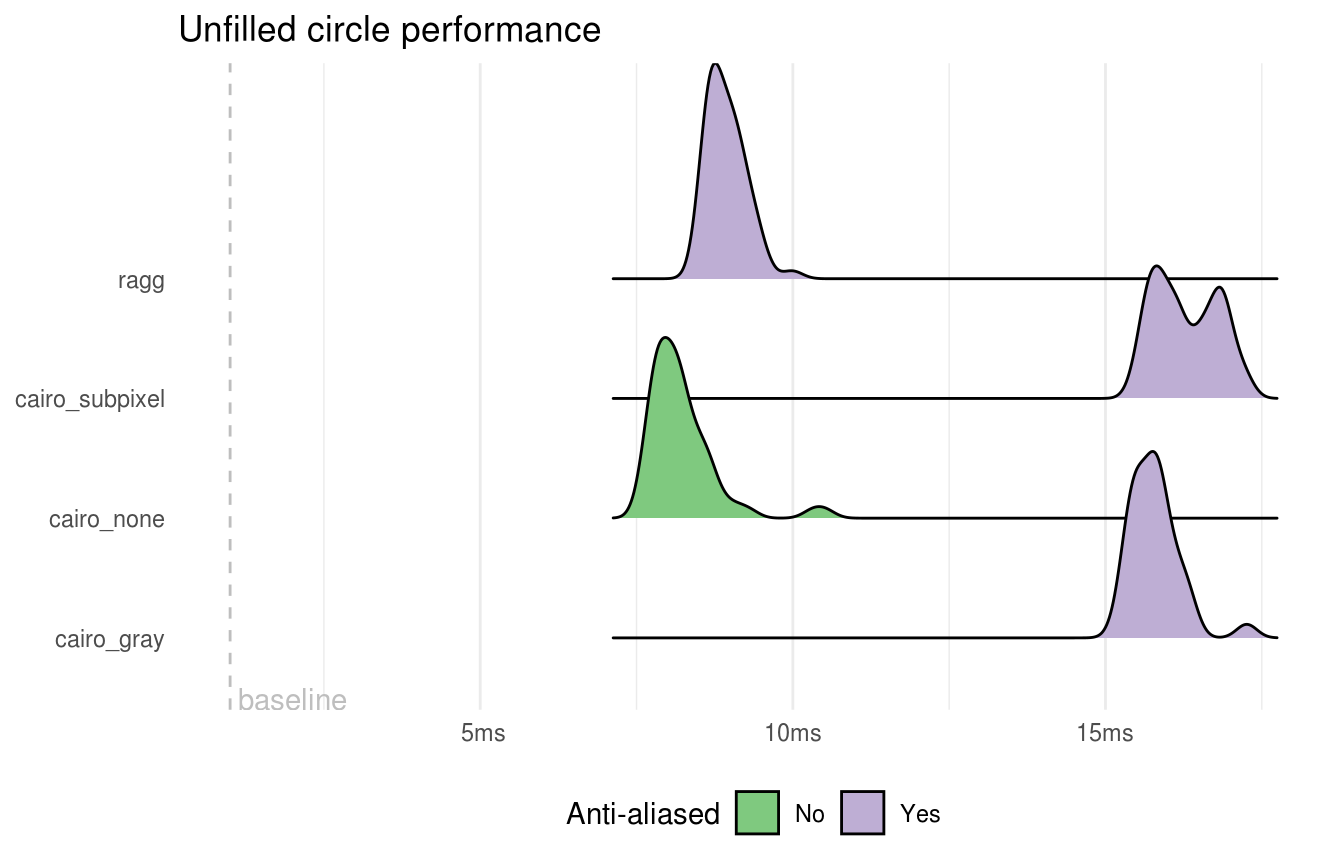 Unfilled circle performance
ragg
cairo_subpixel
cairo_none
cairo_gray
baseline
5ms 10ms 15ms
Anti-aliased No Yes